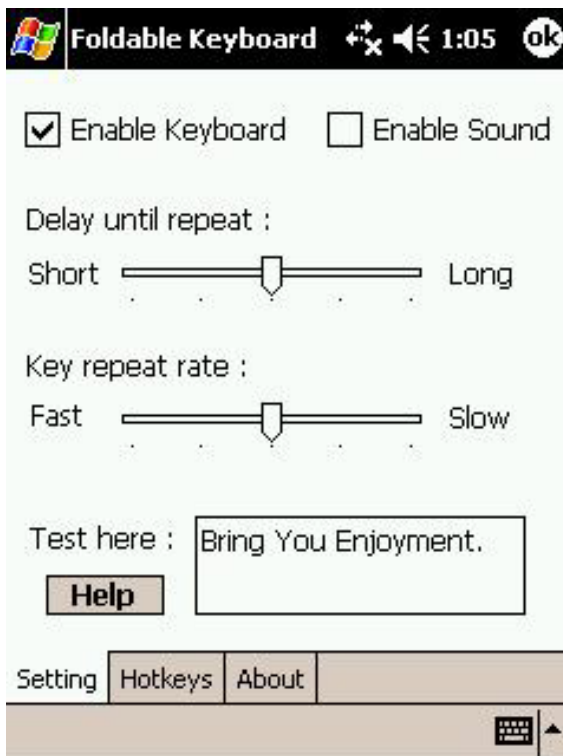 Foldable Keyboard 1:05 ok
Enable Keyboard Enable Sound
Delay until repeat :
Short Long
Key repeat rate :
Fast Slow
Test here : Bring You Enjoyment.
Help
Setting Hotkeys About